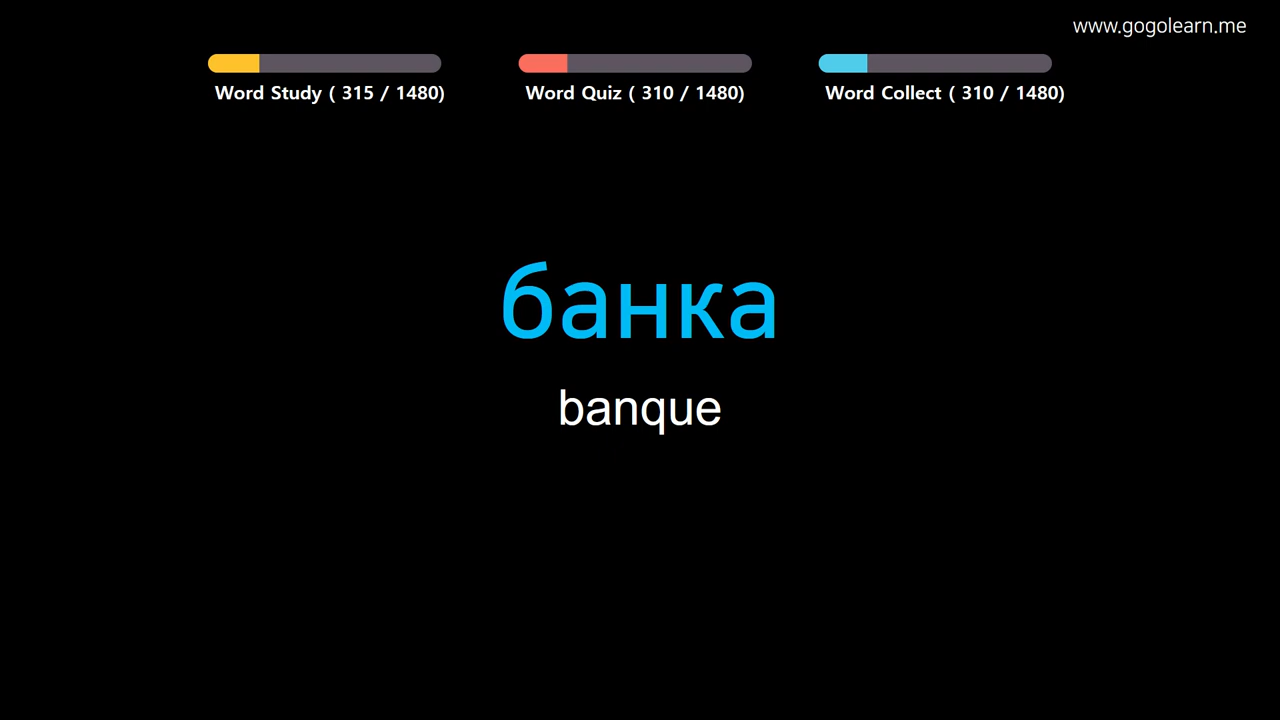 www.gogolearn.me
Word Study ( 315 / 1480)
Word Quiz ( 310 / 1480)
Word Collect ( 310 / 1480)
банка
banque